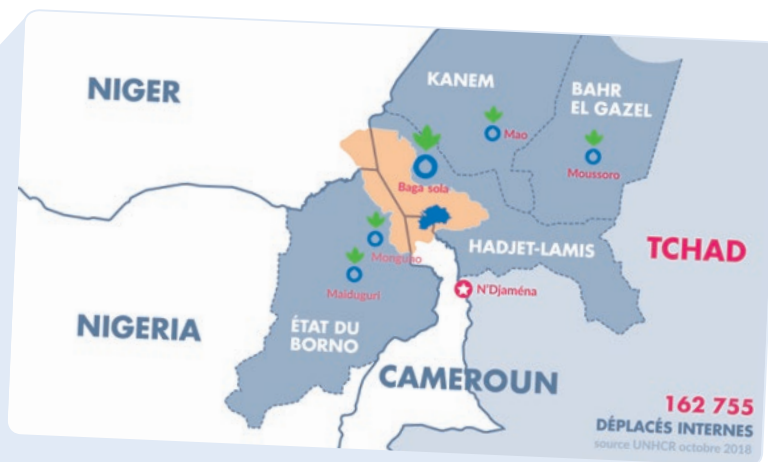 NIGER
KANEM
BAHR
EL GAZEL
Mao
Moussoro
Baga sola
TCHAD
HADJET-LAMIS
Monguno
Maiduguri
N'Djaména
NIGERIA
ÉTAT DU
BORNO
CAMEROUN
162 755
DÉPLACÉS INTERNES
source UNHCR octobre 2018